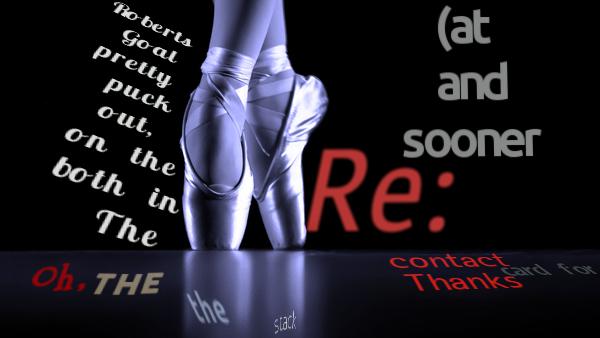 Roberts
Goal
pretty
puck
out,
on the
both in
The
(at
and
sooner
Re:
Oh,
THE
the
stack
contact
Thanks
card for